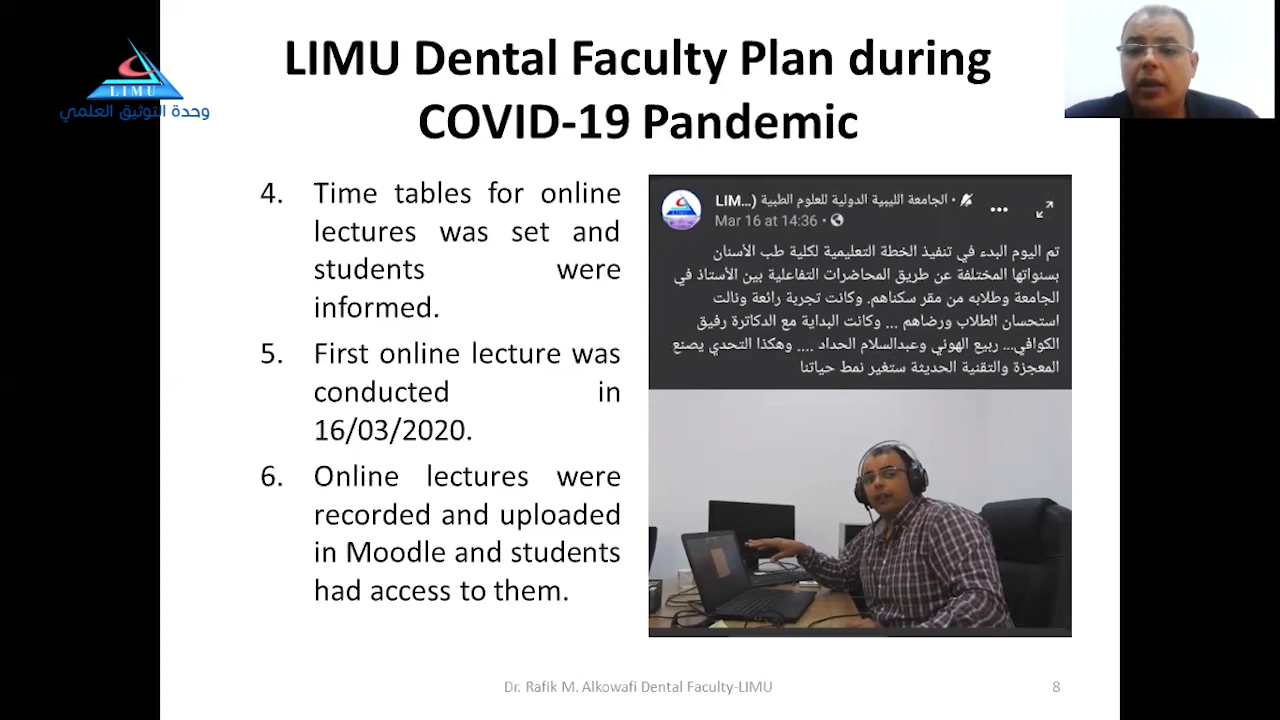 LIMU Dental Faculty Plan during
COVID-19 Pandemic
LIMU
وحدة التوثيق العلمي
4. Time tables for online
lectures was set and
students were
informed.
5. First online lecture was
conducted in
16/03/2020.
6. Online lectures were
recorded and uploaded
in Moodle and students
had access to them.
LIMU
LIM...) الجامعة الليبية الدولية للعلوم الطبية •
Mar 16 at 14:36 •
تم اليوم البدء في تنفيذ الخطة التعليمية لكلية طب الأسنان
بسنواتها المختلفة عن طريق المحاضرات التفاعلية بين الأستاذ في
الجامعة وطلابه من مقر سكناهم. وكانت تجربة رائعة ونالت
استحسان الطلاب ورضاهم ... وكانت البداية مع الدكاترة رفيق
الكوافي... ربيع الهوني وعبدالسلام الحداد .... وهكذا التحدي يصنع
المعجزة والتقنية الحديثة ستغير نمط حياتنا
Dr. Rafik M. Alkowafi Dental Faculty-LIMU
8